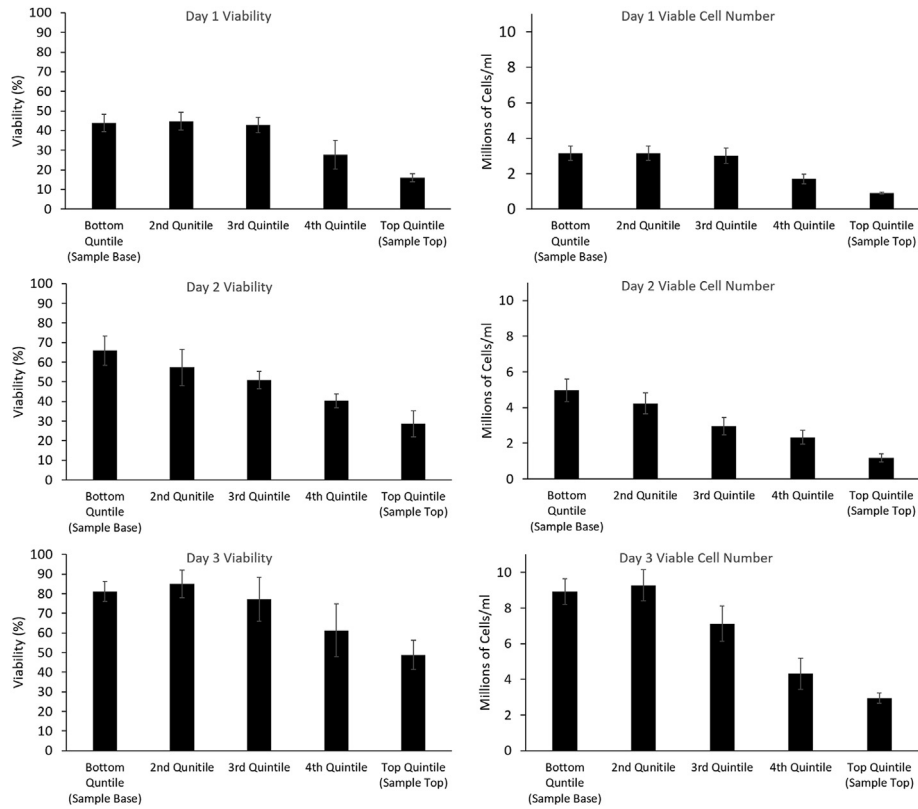 Day 1 Viability
Viability (%)
100
90
80
70
60
50
40
30
20
10
0
Bottom Quntile (Sample Base)
2nd Qunitile
3rd Quintile
4th Quintile
Top Quintile (Sample Top)
Day 1 Viable Cell Number
Millions of Cells/ml
10
8
6
4
2
0
Bottom Quntile (Sample Base)
2nd Qunitile
3rd Quintile
4th Quintile
Top Quintile (Sample Top)
Day 2 Viability
Viability (%)
100
90
80
70
60
50
40
30
20
10
0
Bottom Quntile (Sample Base)
2nd Qunitile
3rd Quintile
4th Quintile
Top Quintile (Sample Top)
Day 2 Viable Cell Number
Millions of Cells/ml
10
8
6
4
2
0
Bottom Quntile (Sample Base)
2nd Qunitile
3rd Quintile
4th Quintile
Top Quintile (Sample Top)
Day 3 Viability
Viability (%)
100
90
80
70
60
50
40
30
20
10
0
Bottom Quntile (Sample Base)
2nd Qunitile
3rd Quintile
4th Quintile
Top Quintile (Sample Top)
Day 3 Viable Cell Number
Millions of Cells/ml
10
8
6
4
2
0
Bottom Quntile (Sample Base)
2nd Qunitile
3rd Quintile
4th Quintile
Top Quintile (Sample Top)